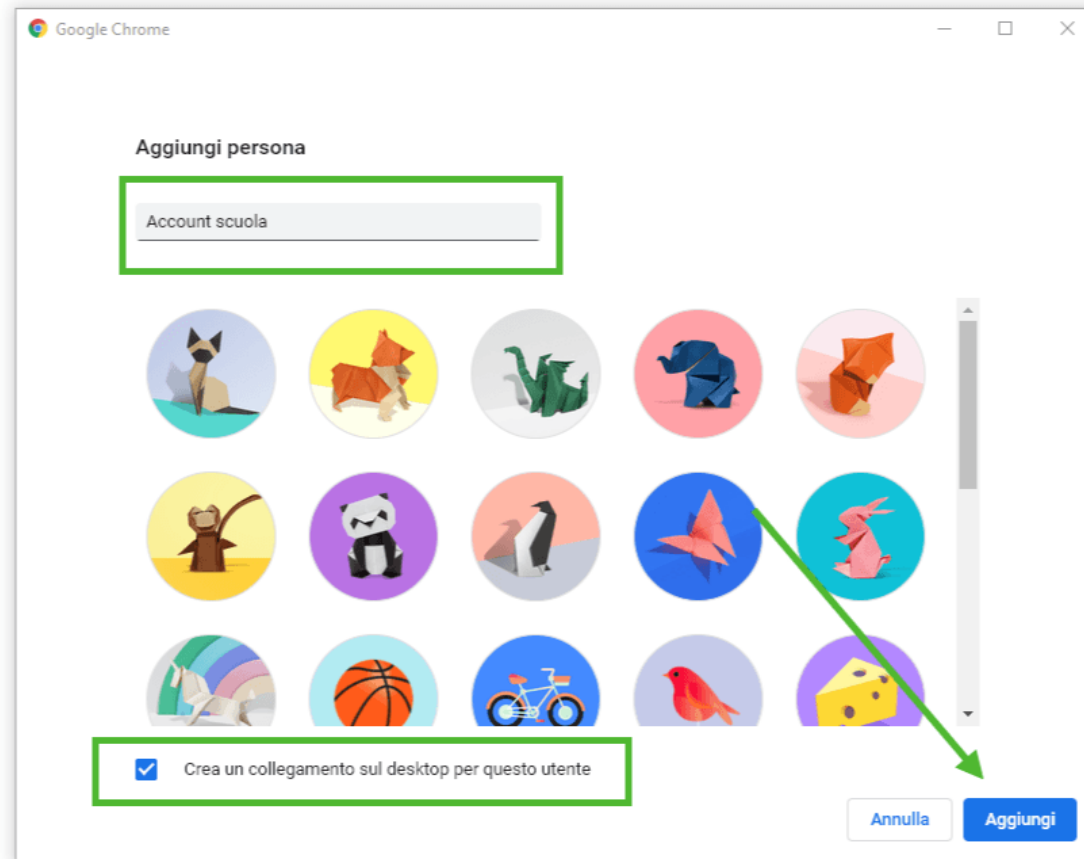 Google Chrome
Aggiungi persona
Account scuola
Crea un collegamento sul desktop per questo utente
Annulla
Aggiungi